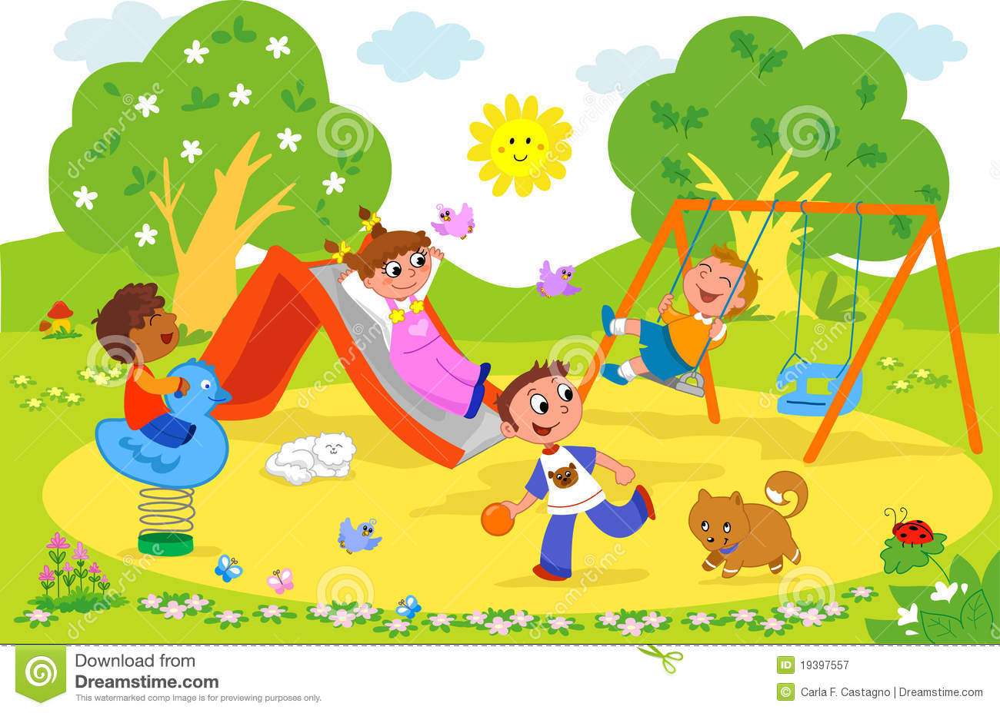 Download from
Dreamstime.com
This watermarked comp image is for previewing purposes only.
ID 19397557
© Carla F. Castagno | Dreamstime.com
dreamstime